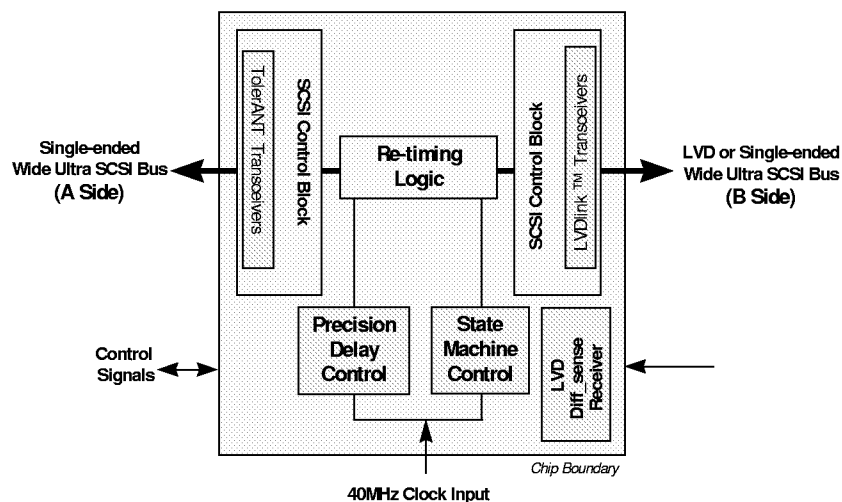 TolerANT Transceivers
SCSI Control Block
Single-ended
Wide Ultra SCSI Bus
(A Side)
Re-timing
Logic
SCSI Control Block
LVDlink ™ Transceivers
LVD or Single-ended
Wide Ultra SCSI Bus
(B Side)
Control
Signals
Precision
Delay
Control
State
Machine
Control
LVD
Diff_sense
Receiver
Chip Boundary
40MHz Clock Input